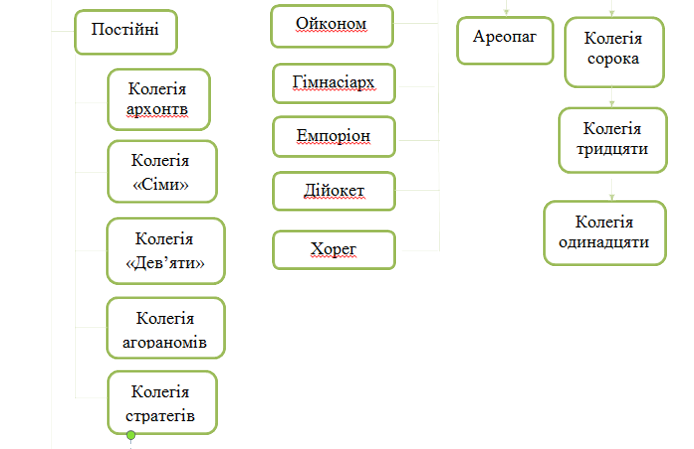 Постійні
Колегія
архонтв
Колегія
«Сіми»
Колегія
«Дев’яти»
Колегія
агораномів
Колегія
стратегів
Ойконом
Гімнасіарх
Емпоріон
Дійокет
Хорег
Ареопаг
Колегія
сорока
Колегія
тридцяти
Колегія
одинадцяти